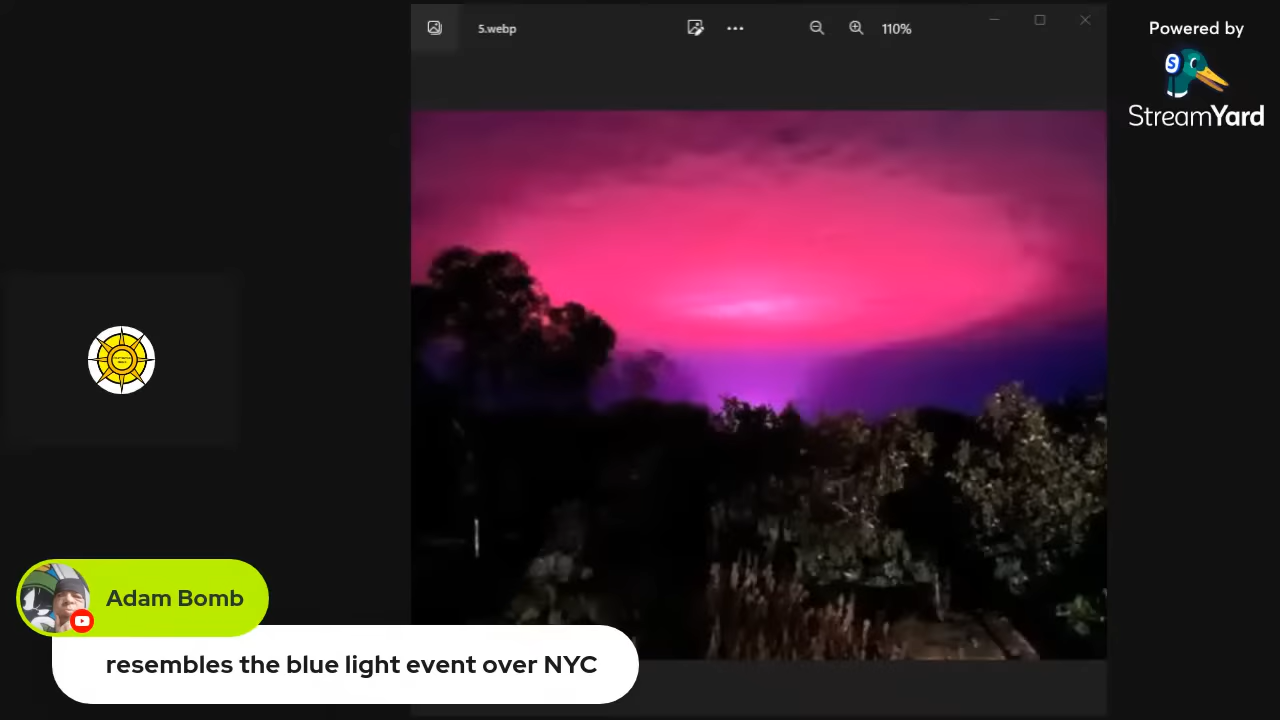 5.webp
110%
Powered by
S
StreamYard
Adam Bomb
resembles the blue light event over NYC